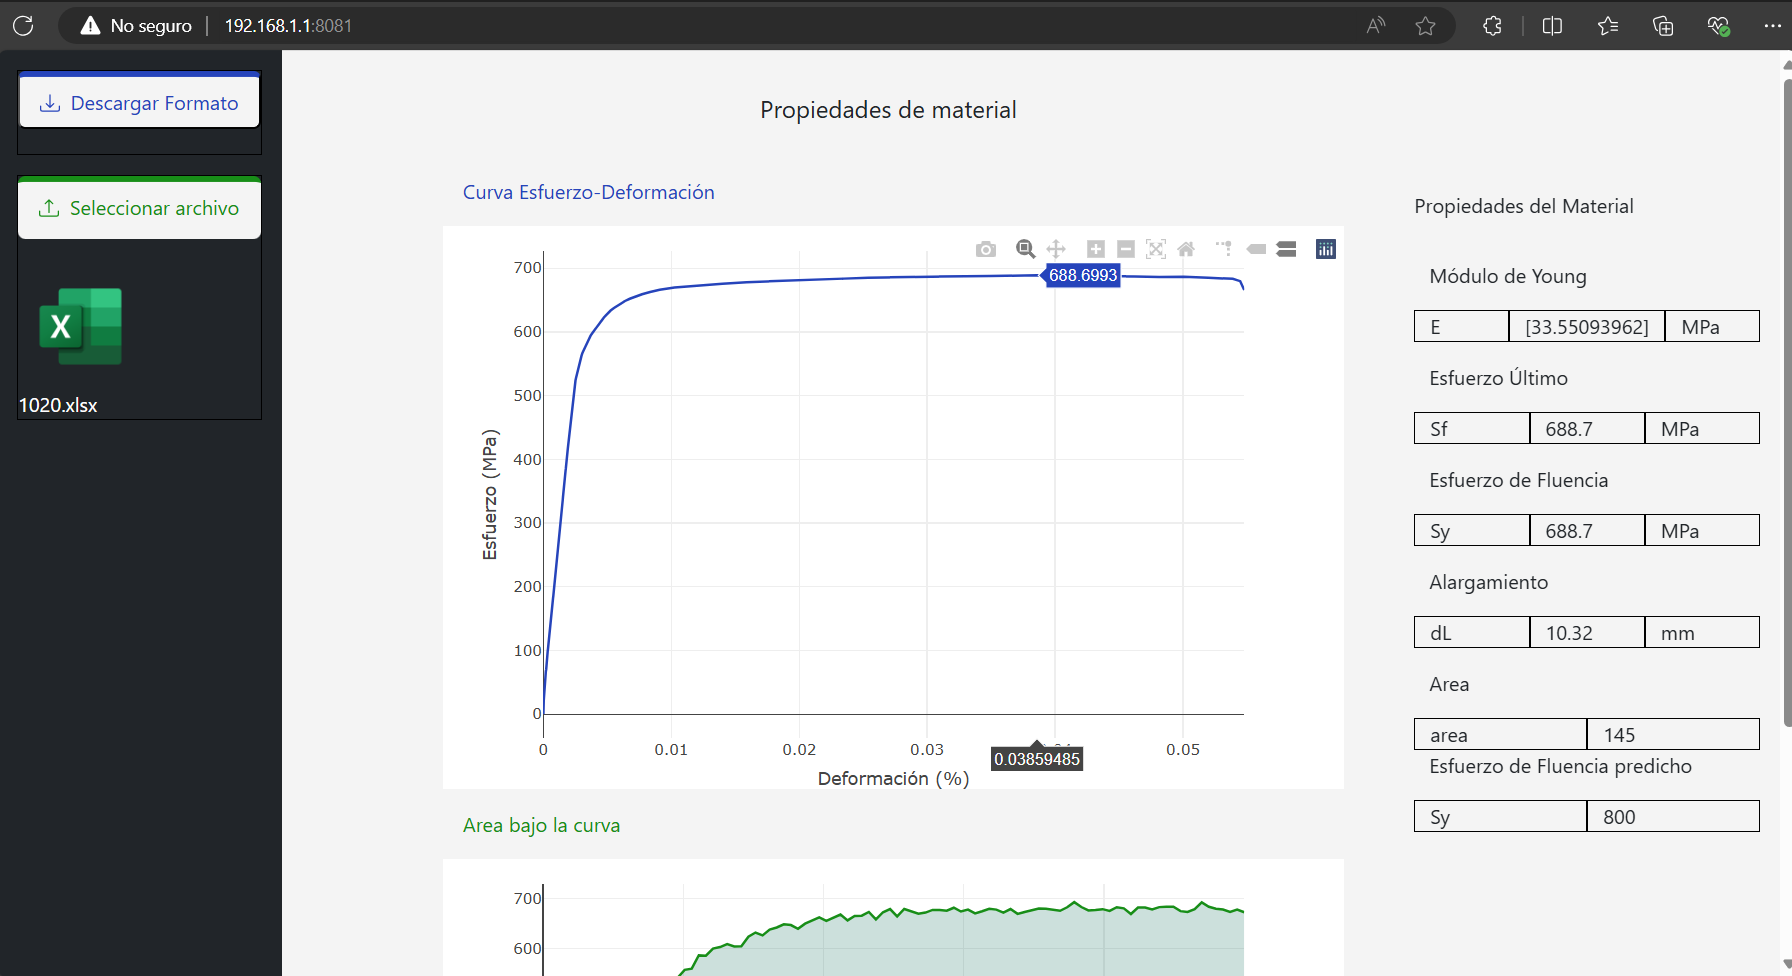 No seguro
192.168.1.1:8081
Descargar Formato
Seleccionar archivo
X
1020.xlsx
Propiedades de material
Curva Esfuerzo-Deformación
700
600
500
400
300
200
100
0
Esfuerzo (MPa)
688.6993
0
0.01
0.02
0.03
0.03859485
0.05
Deformación (%)
Area bajo la curva
700
600
Propiedades del Material
Módulo de Young
E [33.55093962] MPa
Esfuerzo Último
Sf 688.7 MPa
Esfuerzo de Fluencia
Sy 688.7 MPa
Alargamiento
dL 10.32 mm
Area
area 145
Esfuerzo de Fluencia predicho
Sy 800